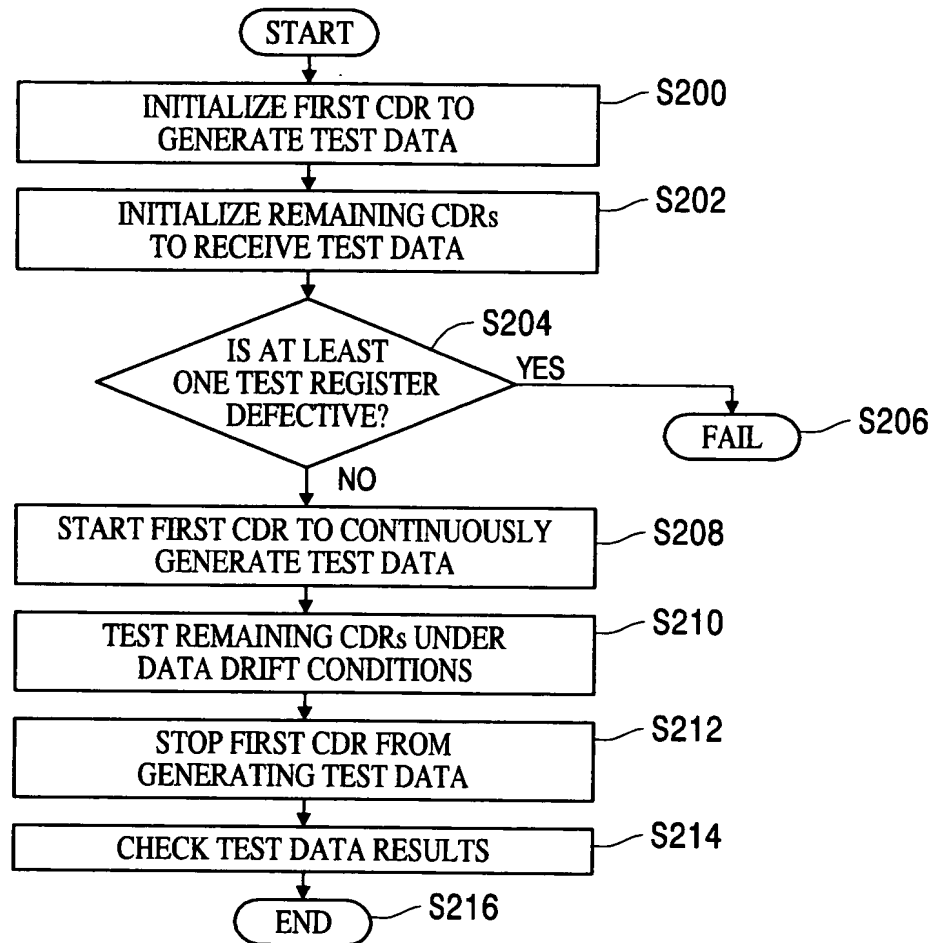 START
INITIALIZE FIRST CDR TO
GENERATE TEST DATA
S200
INITIALIZE REMAINING CDRs
TO RECEIVE TEST DATA
S202
IS AT LEAST
ONE TEST REGISTER
DEFECTIVE?
S204
YES
FAIL
S206
NO
START FIRST CDR TO CONTINUOUSLY
GENERATE TEST DATA
S208
TEST REMAINING CDRs UNDER
DATA DRIFT CONDITIONS
S210
STOP FIRST CDR FROM
GENERATING TEST DATA
S212
CHECK TEST DATA RESULTS
S214
END
S216